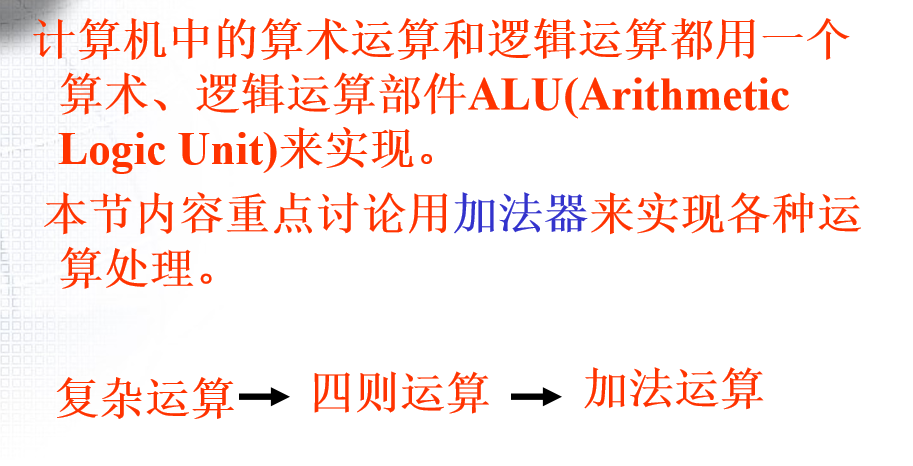 计算机中的算术运算和逻辑运算都用一个
算术、逻辑运算部件ALU(Arithmetic
Logic Unit)来实现。
本节内容重点讨论用加法器来实现各种运
算处理。
复杂运算 → 四则运算 → 加法运算